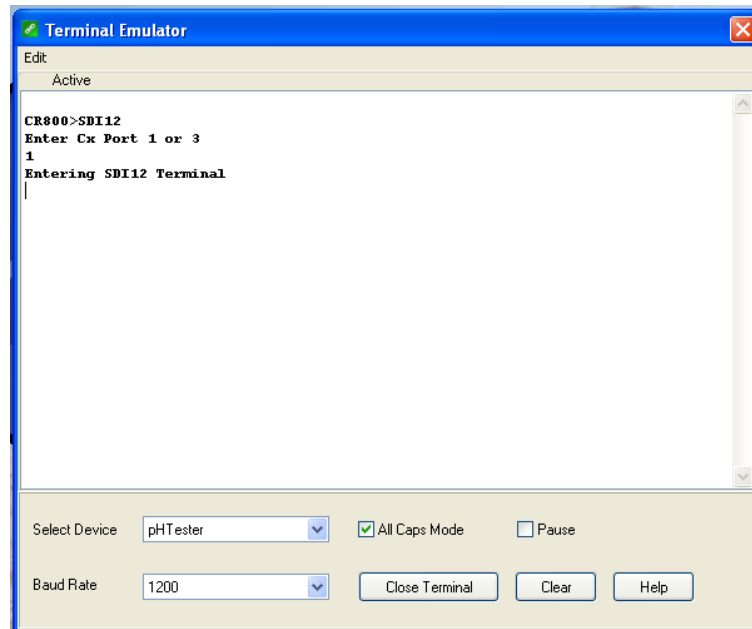 Terminal Emulator
Edit
Active
CR800>SDI12
Enter Cx Port 1 or 3
1
Entering SDI12 Terminal
Select Device pHTester All Caps Mode Pause
Baud Rate 1200 Close Terminal Clear Help